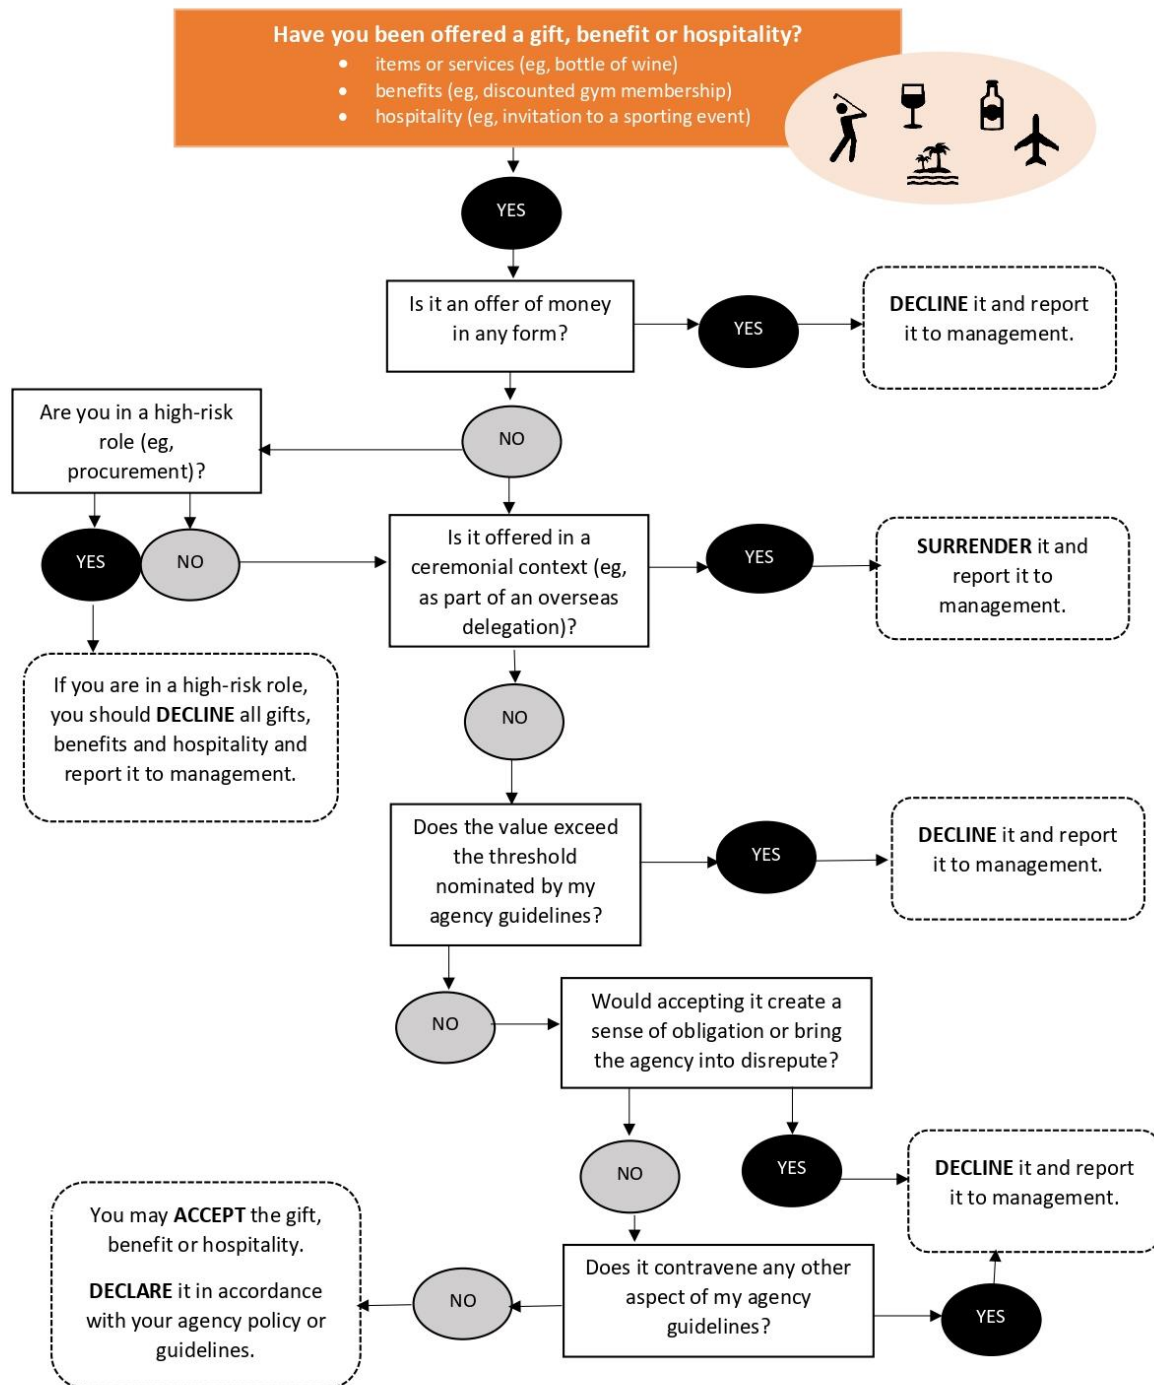 Have you been offered a gift, benefit or hospitality?
• items or services (eg, bottle of wine)
• benefits (eg, discounted gym membership)
• hospitality (eg, invitation to a sporting event)
YES
Is it an offer of money
in any form?
YES
DECLINE it and report
it to management.
NO
Are you in a high-risk
role (eg,
procurement)?
YES
NO
If you are in a high-risk role,
you should DECLINE all gifts,
benefits and hospitality and
report it to management.
Is it offered in a
ceremonial context (eg,
as part of an overseas
delegation)?
YES
SURRENDER it and
report it to
management.
NO
Does the value exceed
the threshold
nominated by my
agency guidelines?
YES
DECLINE it and report
it to management.
NO
Would accepting it create a
sense of obligation or bring
the agency into disrepute?
NO
YES
DECLINE it and report
it to management.
Does it contravene any other
aspect of my agency
guidelines?
YES
NO
You may ACCEPT the gift,
benefit or hospitality.
DECLARE it in accordance
with your agency policy or
guidelines.